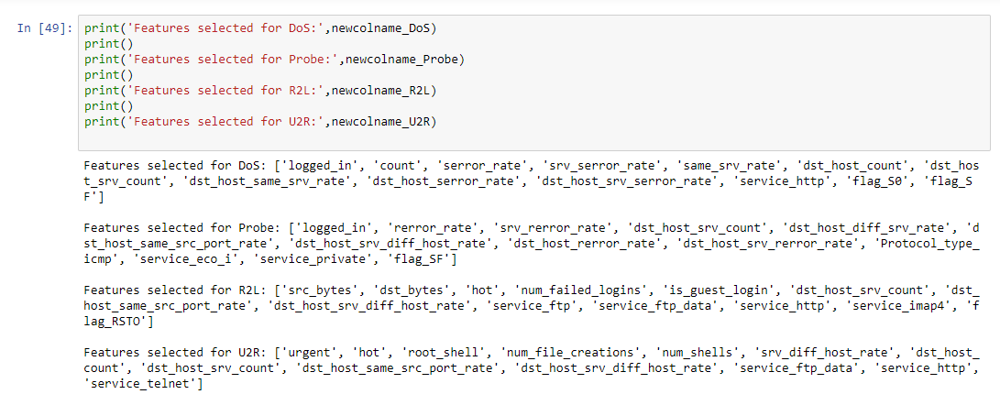 In [49]: print('Features selected for DoS:',newcolname_DoS)
print()
print('Features selected for Probe:',newcolname_Probe)
print()
print('Features selected for R2L:',newcolname_R2L)
print()
print('Features selected for U2R:',newcolname_U2R)
Features selected for DoS: ['logged_in', 'count', 'serror_rate', 'srv_serror_rate', 'same_srv_rate', 'dst_host_count', 'dst_hos
t_srv_count', 'dst_host_same_srv_rate', 'dst_host_serror_rate', 'dst_host_srv_serror_rate', 'service_http', 'flag_S0', 'flag_S
F']
Features selected for Probe: ['logged_in', 'rerror_rate', 'srv_rerror_rate', 'dst_host_srv_count', 'dst_host_diff_srv_rate', 'd
st_host_same_src_port_rate', 'dst_host_srv_diff_host_rate', 'dst_host_rerror_rate', 'dst_host_srv_rerror_rate', 'Protocol_type_
icmp', 'service_eco_i', 'service_private', 'flag_SF']
Features selected for R2L: ['src_bytes', 'dst_bytes', 'hot', 'num_failed_logins', 'is_guest_login', 'dst_host_srv_count', 'dst_
host_same_src_port_rate', 'dst_host_srv_diff_host_rate', 'service_ftp', 'service_ftp_data', 'service_http', 'service_imap4', 'f
lag_RSTO']
Features selected for U2R: ['urgent', 'hot', 'root_shell', 'num_file_creations', 'num_shells', 'srv_diff_host_rate', 'dst_host_
count', 'dst_host_srv_count', 'dst_host_same_src_port_rate', 'dst_host_srv_diff_host_rate', 'service_ftp_data', 'service_http',
'service_telnet']